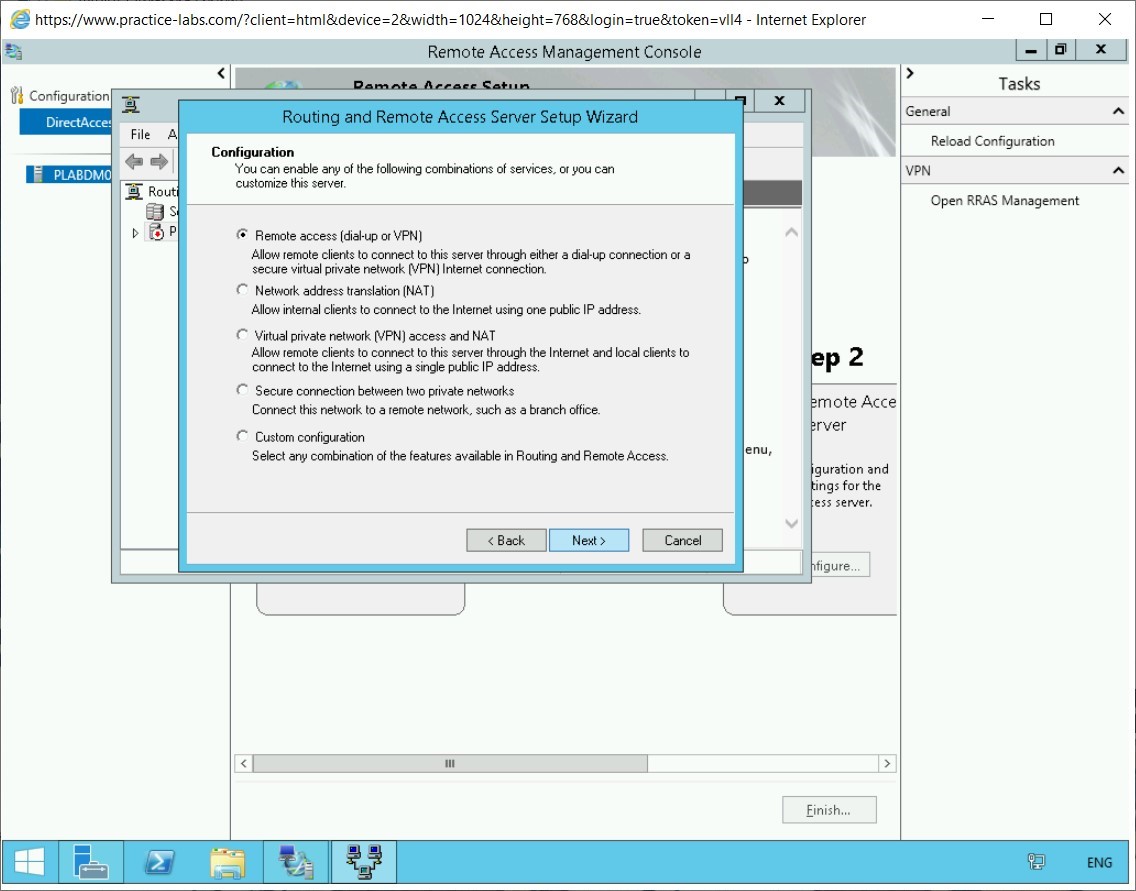 https://www.practice-labs.com/?client=html&device=2&width=1024&height=768&login=true&token=vll4 - Internet Explorer
Remote Access Management Console
Configuration
DirectAcces
PLABDM0
Remote Access Setup
File A
Routi
S
P
Routing and Remote Access Server Setup Wizard
Configuration
You can enable any of the following combinations of services, or you can
customize this server.
Remote access (dial-up or VPN)
Allow remote clients to connect to this server through either a dial-up connection or a
secure virtual private network (VPN) Internet connection.
Network address translation (NAT)
Allow internal clients to connect to the Internet using one public IP address.
Virtual private network (VPN) access and NAT
Allow remote clients to connect to this server through the Internet and local clients to
connect to the Internet using a single public IP address.
Secure connection between two private networks
Connect this network to a remote network, such as a branch office.
Custom configuration
Select any combination of the features available in Routing and Remote Access.
< Back
Next >
Cancel
enu,
ep 2
emote Acce
erver
iguration and
tings for the
cess server.
nfigure...
Finish...
Tasks
General
Reload Configuration
VPN
Open RRAS Management
ENG